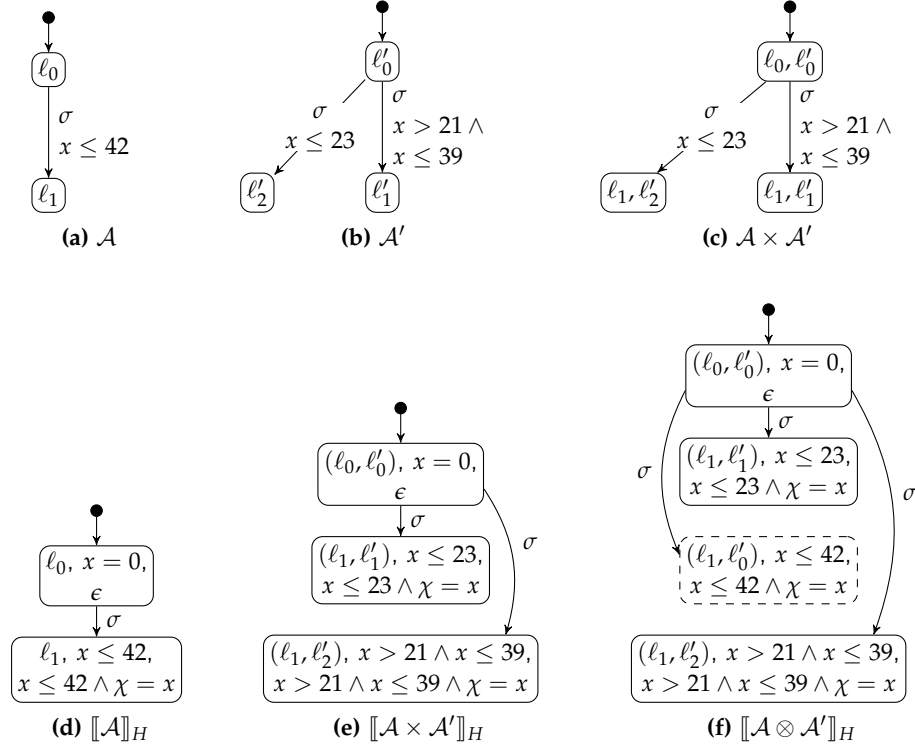 ℓ₀
σ
x ≤ 42
ℓ₁
(a) 𝒜
ℓ′₀
σ
x ≤ 23
σ
x > 21 ∧
x ≤ 39
ℓ′₂
ℓ′₁
(b) 𝒜′
ℓ₀, ℓ′₀
σ
x ≤ 23
σ
x > 21 ∧
x ≤ 39
ℓ₁, ℓ′₂
ℓ₁, ℓ′₁
(c) 𝒜 × 𝒜′
ℓ₀, x = 0,
ϵ
σ
ℓ₁, x ≤ 42,
x ≤ 42 ∧ χ = x
(d) ⟦𝒜⟧H
(ℓ₀, ℓ′₀), x = 0,
ϵ
σ
σ
(ℓ₁, ℓ′₁), x ≤ 23,
x ≤ 23 ∧ χ = x
(ℓ₁, ℓ′₂), x > 21 ∧ x ≤ 39,
x > 21 ∧ x ≤ 39 ∧ χ = x
(e) ⟦𝒜 × 𝒜′⟧H
(ℓ₀, ℓ′₀), x = 0,
ϵ
σ
(ℓ₁, ℓ′₁), x ≤ 23,
x ≤ 23 ∧ χ = x
σ
σ
(ℓ₁, ℓ′₀), x ≤ 42,
x ≤ 42 ∧ χ = x
(ℓ₁, ℓ′₂), x > 21 ∧ x ≤ 39,
x > 21 ∧ x ≤ 39 ∧ χ = x
(f) ⟦𝒜 ⊗ 𝒜′⟧H